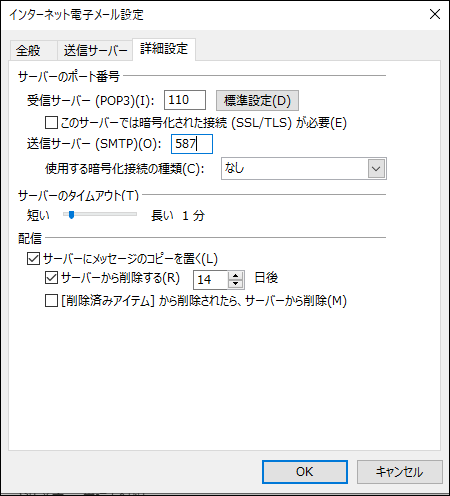 インターネット電子メール設定
全般 送信サーバー 詳細設定
サーバーのポート番号
受信サーバー (POP3)(I): 110 標準設定(D)
このサーバーでは暗号化された接続 (SSL/TLS) が必要(E)
送信サーバー (SMTP)(O): 587
使用する暗号化接続の種類(C): なし
サーバーのタイムアウト(T)
短い 長い 1 分
配信
サーバーにメッセージのコピーを置く(L)
サーバーから削除する(R) 14 日後
[削除済みアイテム] から削除されたら、サーバーから削除(M)
OK キャンセル